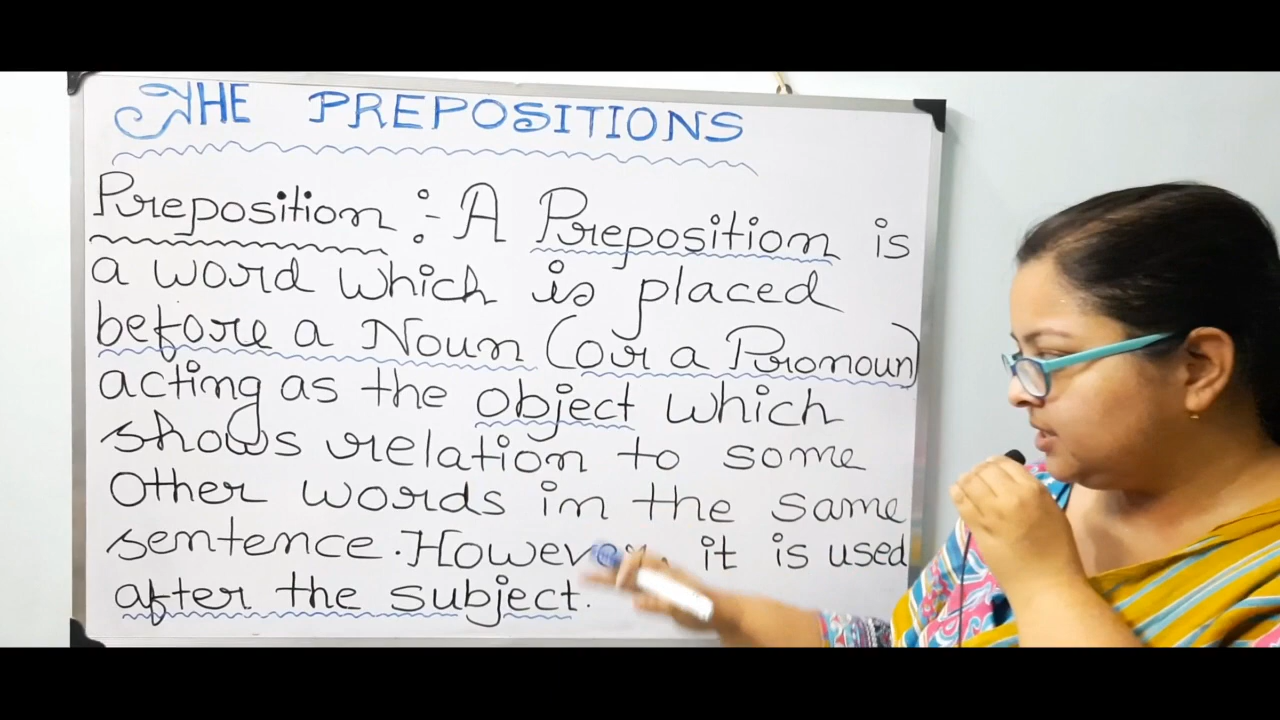 THE PREPOSITIONS
Preposition :- A Preposition is
a word which is placed
before a Noun (or a Pronoun)
acting as the object which
shows relation to some
Other words in the same
sentence. However, it is used
after the subject.